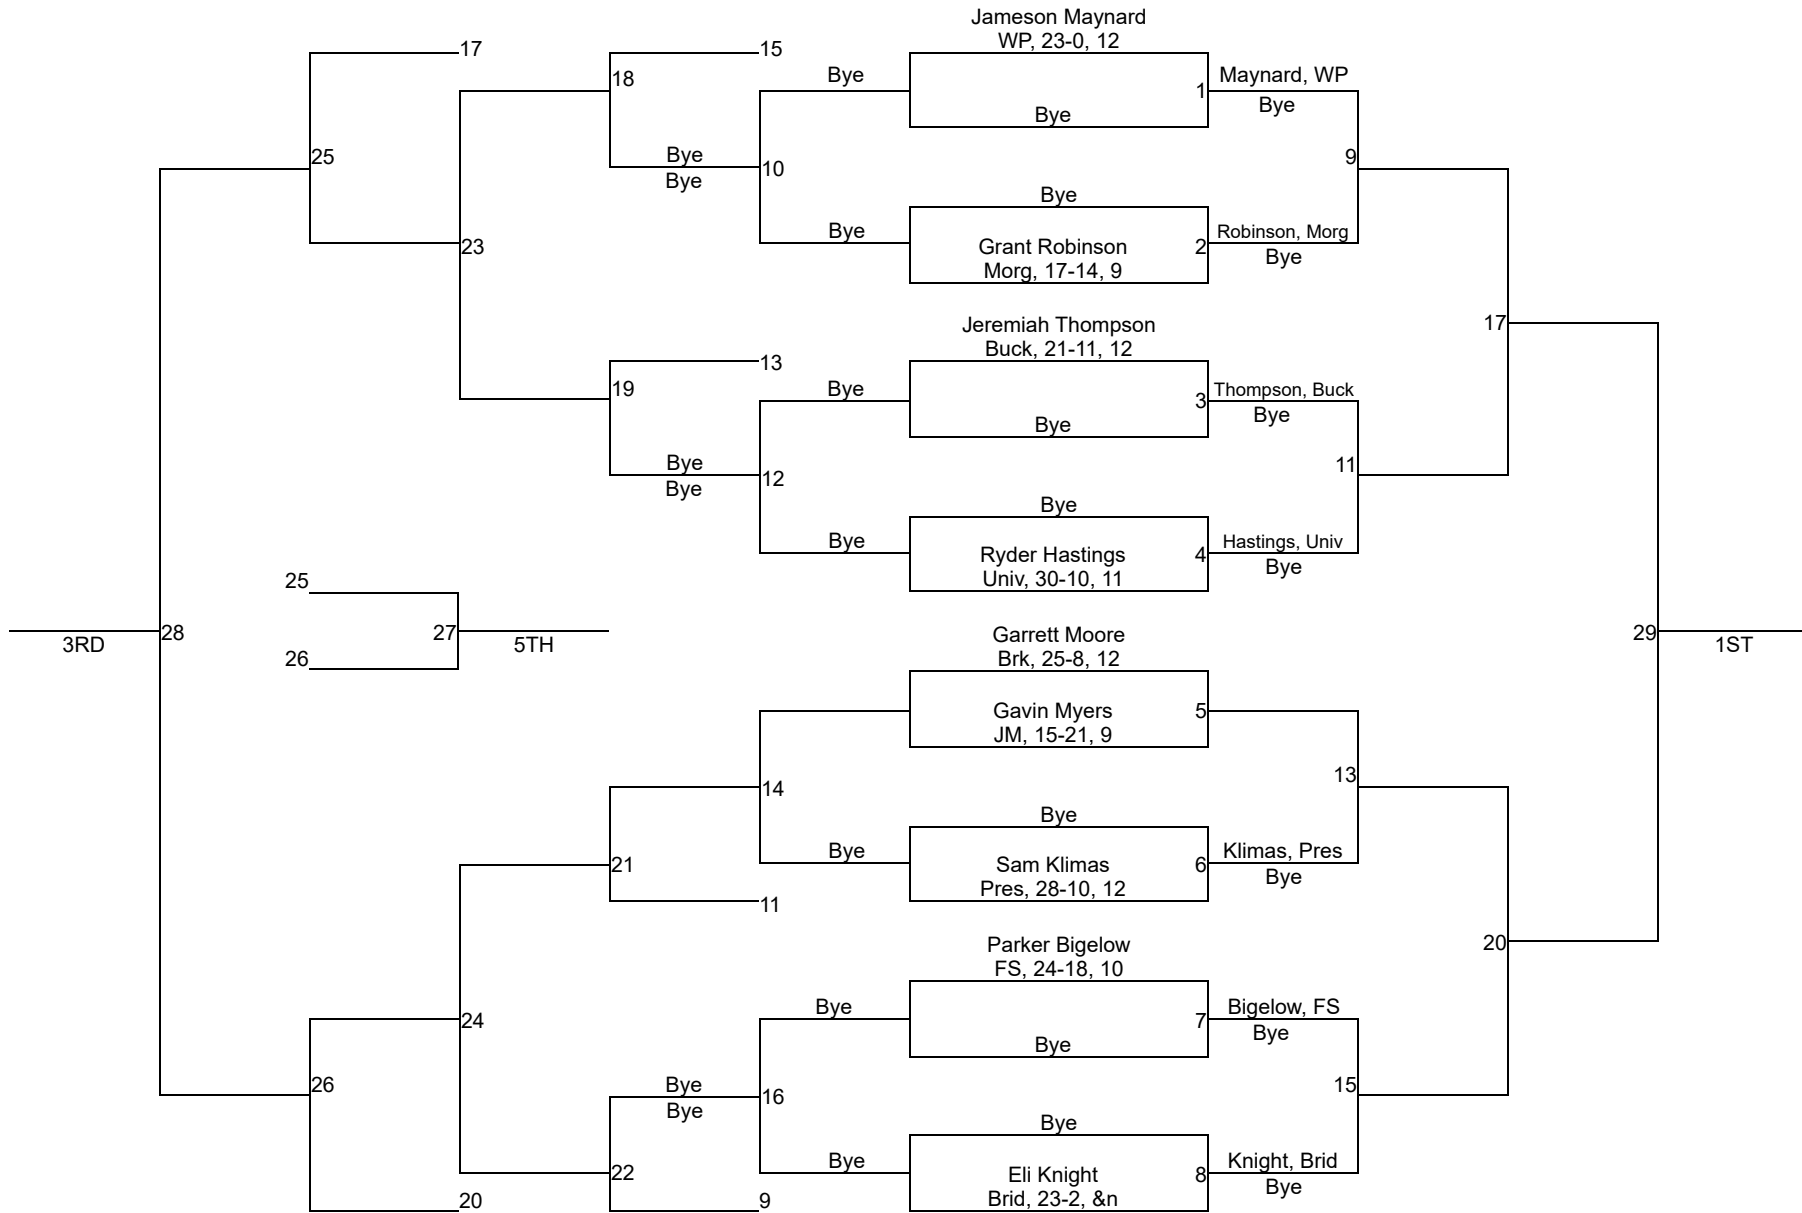 Jameson Maynard
WP, 23-0, 12
17
15
18
Bye
1
Maynard, WP
Bye
Bye
25
Bye
10
9
Bye
Bye
23
Bye
Grant Robinson
2
Robinson, Morg
Morg, 17-14, 9
Bye
Jeremiah Thompson
17
Buck, 21-11, 12
13
19
Bye
3
Thompson, Buck
Bye
Bye
Bye
12
11
Bye
Bye
Bye
Ryder Hastings
4
Hastings, Univ
Univ, 30-10, 11
Bye
25
3RD
28
27
5TH
26
Garrett Moore
29
1ST
Brk, 25-8, 12
Gavin Myers
5
JM, 15-21, 9
14
13
Bye
21
Bye
Sam Klimas
6
Klimas, Pres
Pres, 28-10, 12
Bye
11
Parker Bigelow
20
FS, 24-18, 10
24
Bye
7
Bigelow, FS
Bye
Bye
26
Bye
16
15
Bye
Bye
22
Bye
Eli Knight
8
Knight, Brid
Brid, 23-2, &n
Bye
20
9